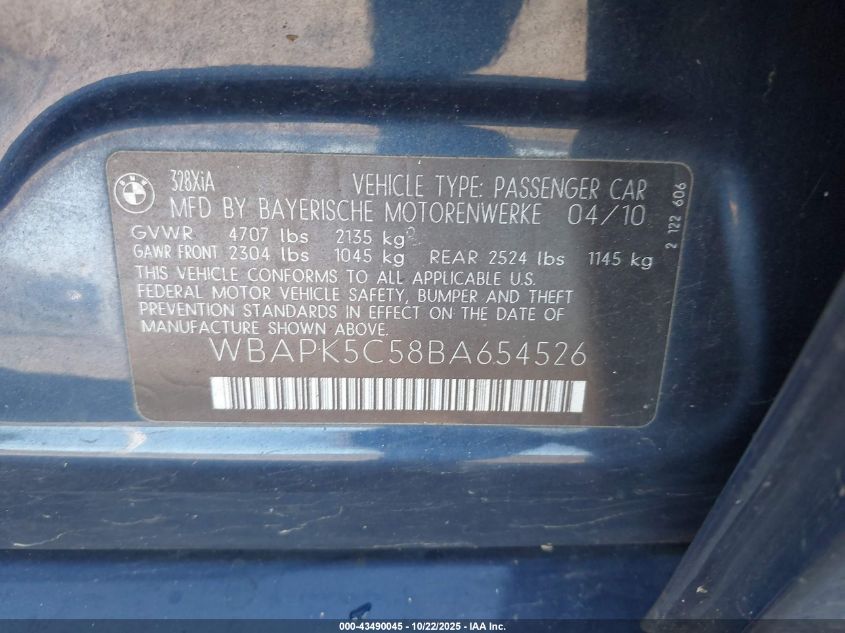 BMW
328XiA
VEHICLE TYPE: PASSENGER CAR
MFD BY BAYERISCHE MOTORENWERKE 04/10
GVWR 4707 lbs 2135 kg
GAWR FRONT 2304 lbs 1045 kg REAR 2524 lbs 1145 kg
THIS VEHICLE CONFORMS TO ALL APPLICABLE U.S.
FEDERAL MOTOR VEHICLE SAFETY, BUMPER AND THEFT
PREVENTION STANDARDS IN EFFECT ON THE DATE OF
MANUFACTURE SHOWN ABOVE.
WBAPK5C58BA654526
2 122 606
000-43490045 - 10/22/2025 - IAA Inc.